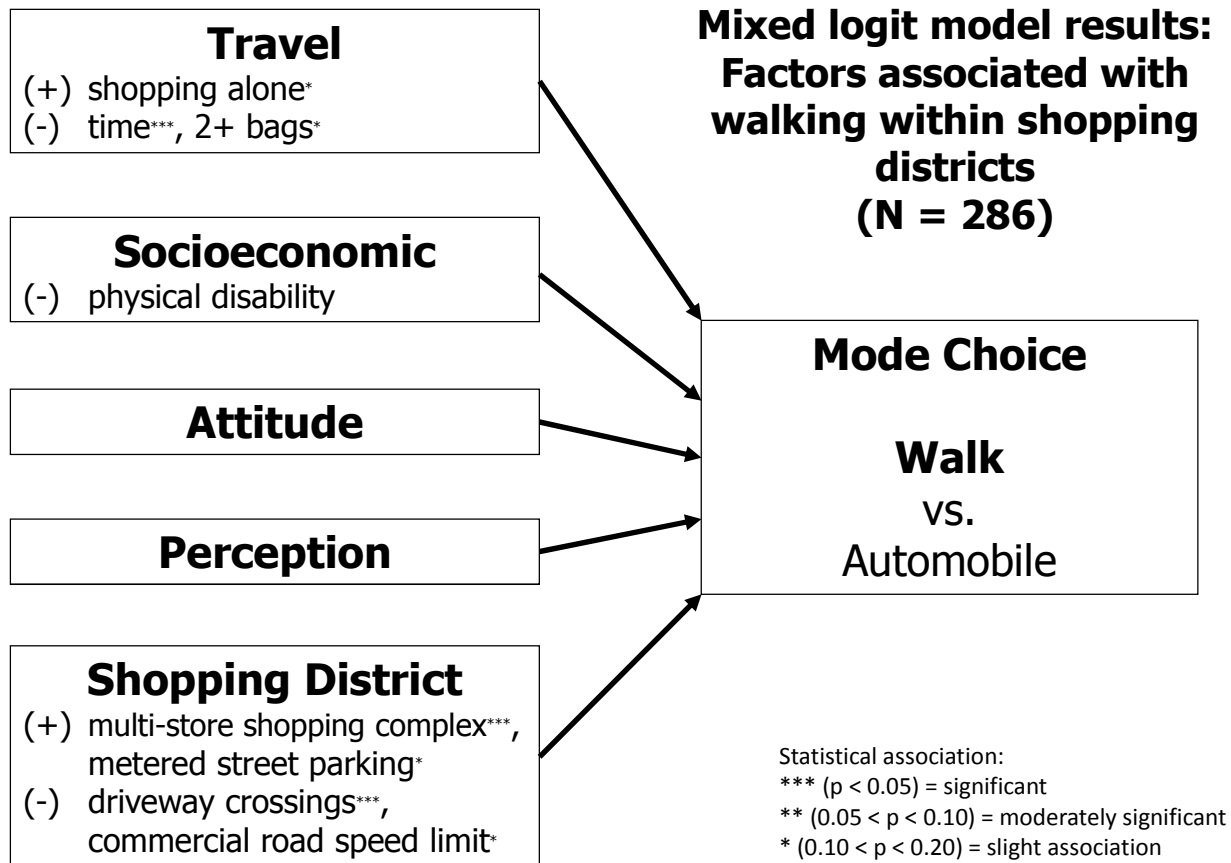 Travel
(+) shopping alone*
(-) time***, 2+ bags*
Mixed logit model results:
Factors associated with
walking within shopping
districts
(N = 286)
Socioeconomic
(-) physical disability
Attitude
Perception
Shopping District
(+) multi-store shopping complex***,
metered street parking*
(-) driveway crossings***,
commercial road speed limit*
Mode Choice
Walk
vs.
Automobile
Statistical association:
*** (p < 0.05) = significant
** (0.05 < p < 0.10) = moderately significant
* (0.10 < p < 0.20) = slight association